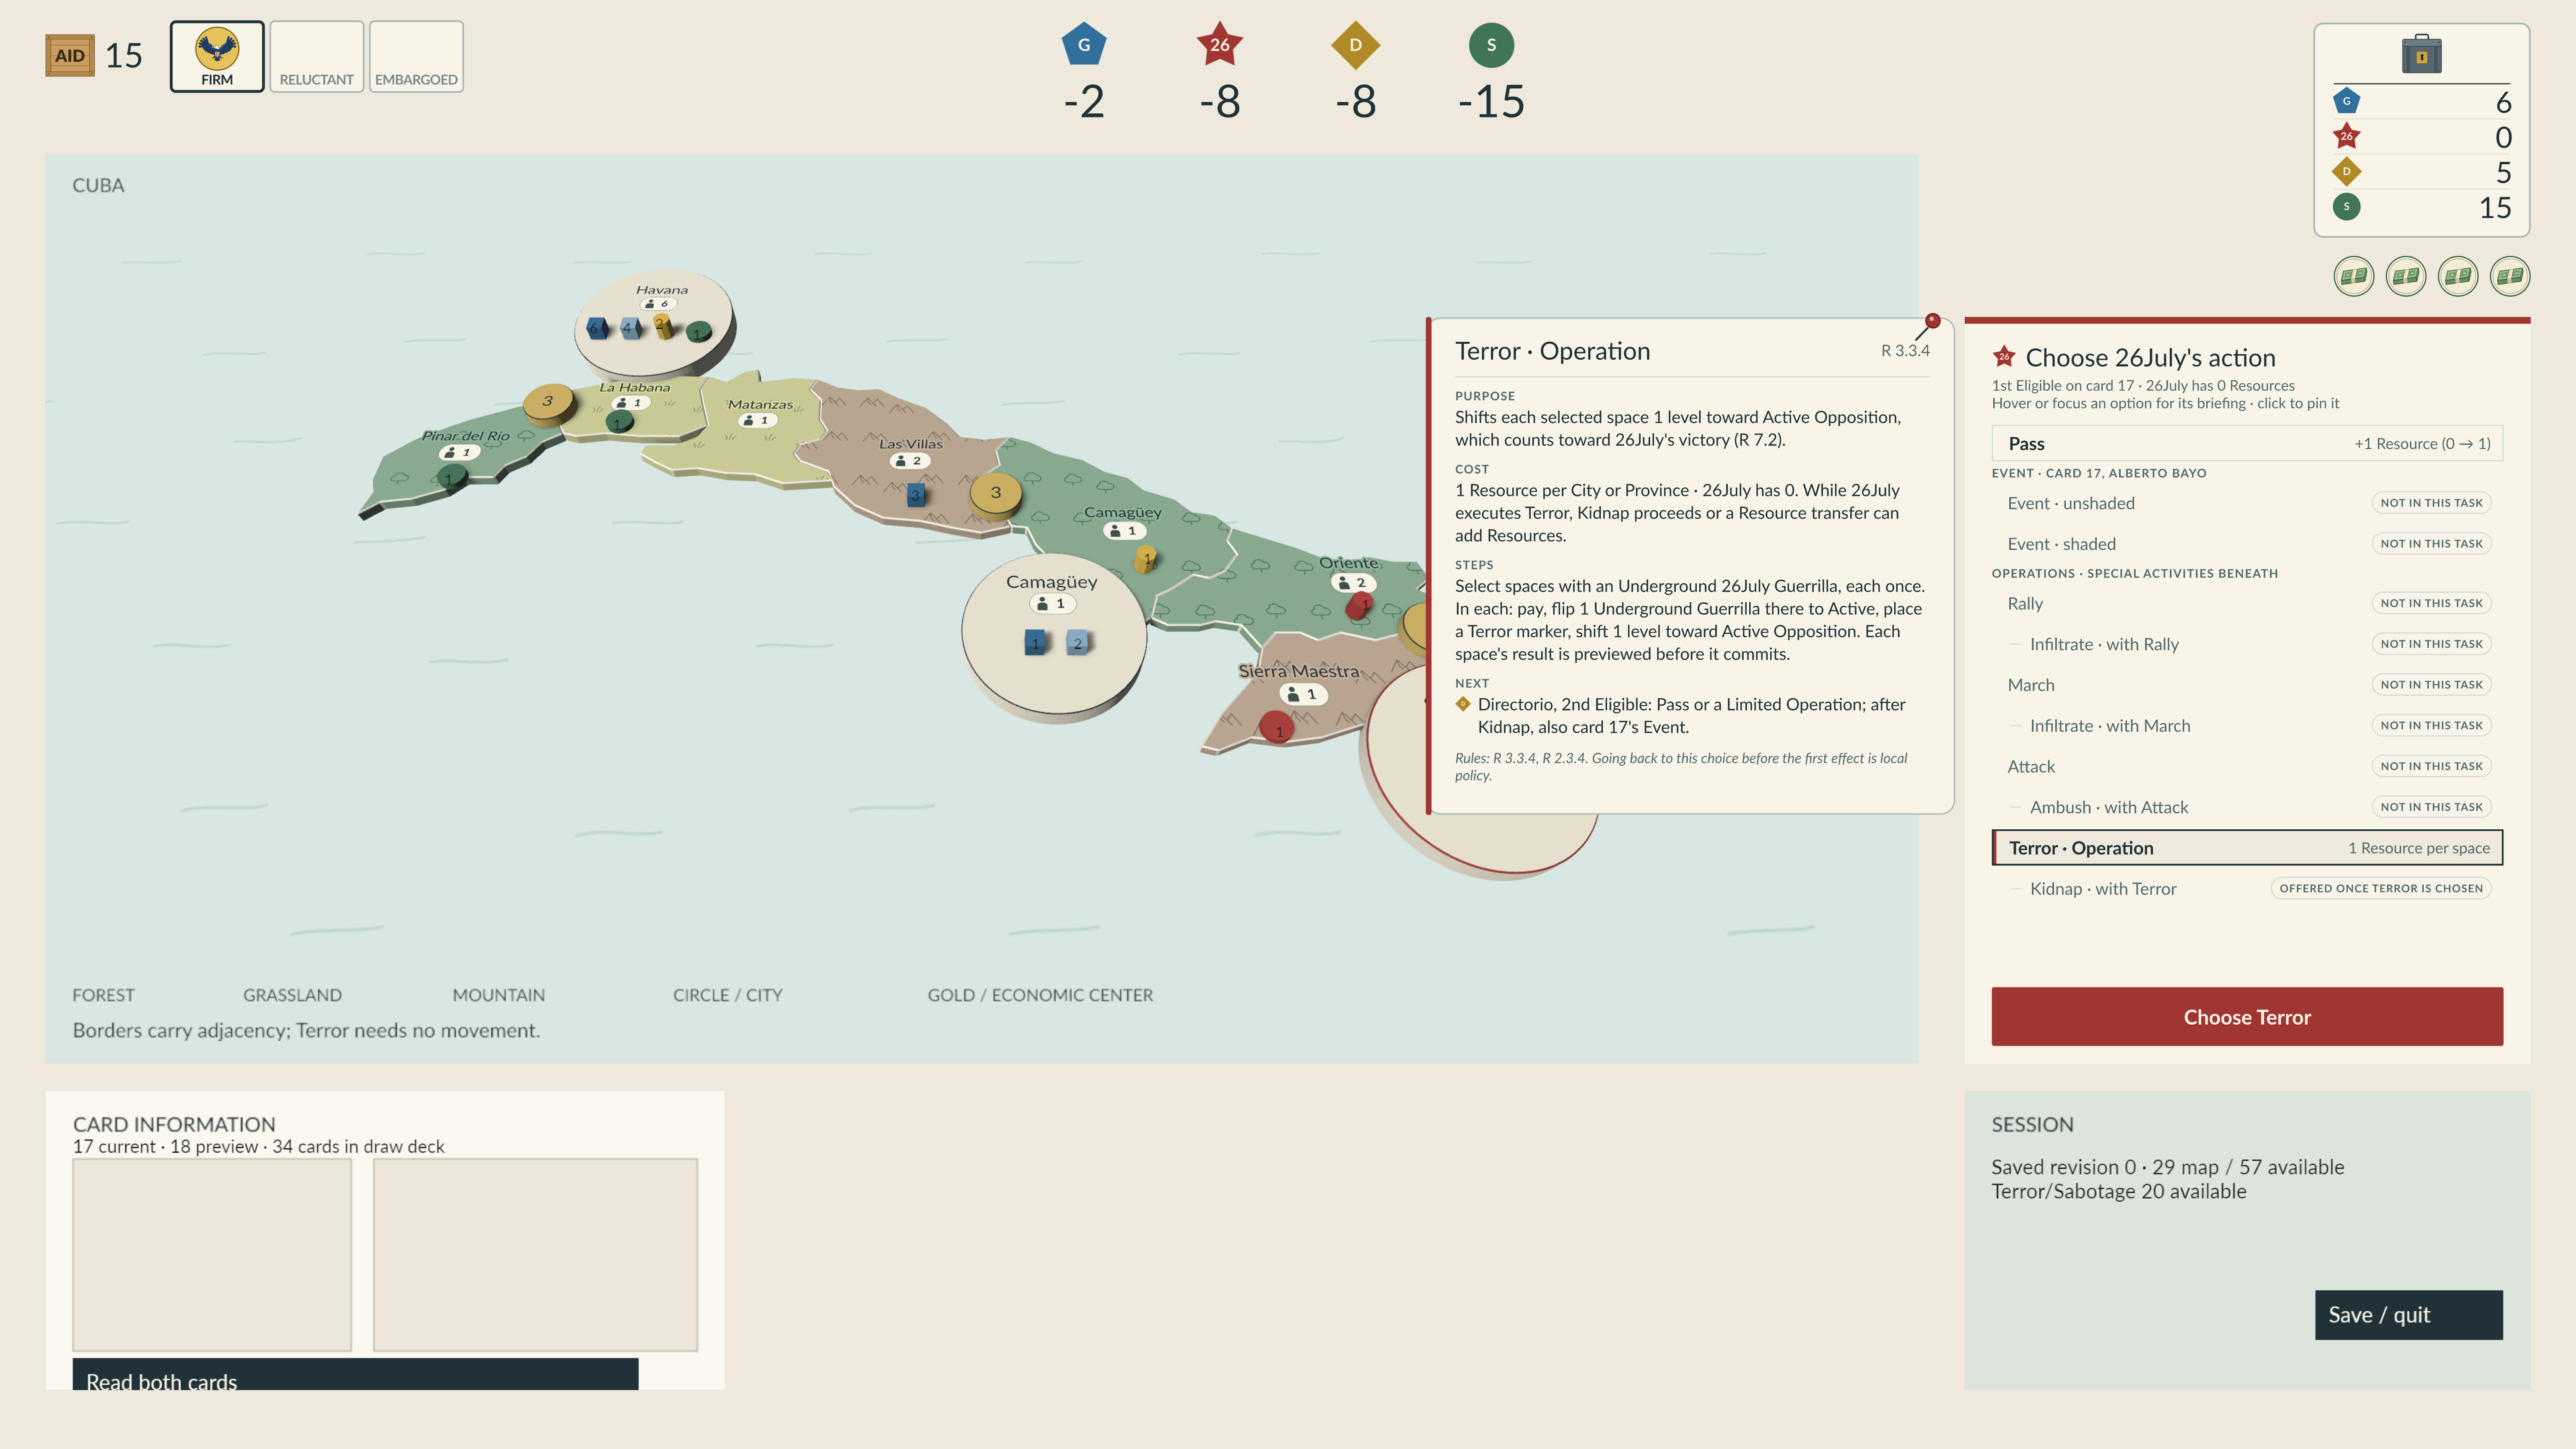 AID 15
FIRM
RELUCTANT
EMBARGOED
G 26 D S
-2 -8 -8 -15
G 6
26 0
D 5
S 15
CUBA
Havana
6
6 4 2 1
3
La Habana
1
1
Matanzas
1
Pinar del Río
1
1
Las Villas
2
3
3
Camagüey
1
1
Camagüey
1
1 2
Oriente
2
1
Sierra Maestra
1
1
FOREST GRASSLAND MOUNTAIN CIRCLE / CITY GOLD / ECONOMIC CENTER
Borders carry adjacency; Terror needs no movement.
Terror · Operation R 3.3.4
PURPOSE
Shifts each selected space 1 level toward Active Opposition,
which counts toward 26July's victory (R 7.2).
COST
1 Resource per City or Province · 26July has 0. While 26July
executes Terror, Kidnap proceeds or a Resource transfer can
add Resources.
STEPS
Select spaces with an Underground 26July Guerrilla, each once.
In each: pay, flip 1 Underground Guerrilla there to Active, place
a Terror marker, shift 1 level toward Active Opposition. Each
space's result is previewed before it commits.
NEXT
D Directorio, 2nd Eligible: Pass or a Limited Operation; after
Kidnap, also card 17's Event.
Rules: R 3.3.4, R 2.3.4. Going back to this choice before the first effect is local
policy.
26 Choose 26July's action
1st Eligible on card 17 · 26July has 0 Resources
Hover or focus an option for its briefing · click to pin it
Pass +1 Resource (0 → 1)
EVENT · CARD 17, ALBERTO BAYO
Event · unshaded NOT IN THIS TASK
Event · shaded NOT IN THIS TASK
OPERATIONS · SPECIAL ACTIVITIES BENEATH
Rally NOT IN THIS TASK
— Infiltrate · with Rally NOT IN THIS TASK
March NOT IN THIS TASK
— Infiltrate · with March NOT IN THIS TASK
Attack NOT IN THIS TASK
— Ambush · with Attack NOT IN THIS TASK
Terror · Operation 1 Resource per space
— Kidnap · with Terror OFFERED ONCE TERROR IS CHOSEN
Choose Terror
CARD INFORMATION
17 current · 18 preview · 34 cards in draw deck
Read both cards
SESSION
Saved revision 0 · 29 map / 57 available
Terror/Sabotage 20 available
Save / quit